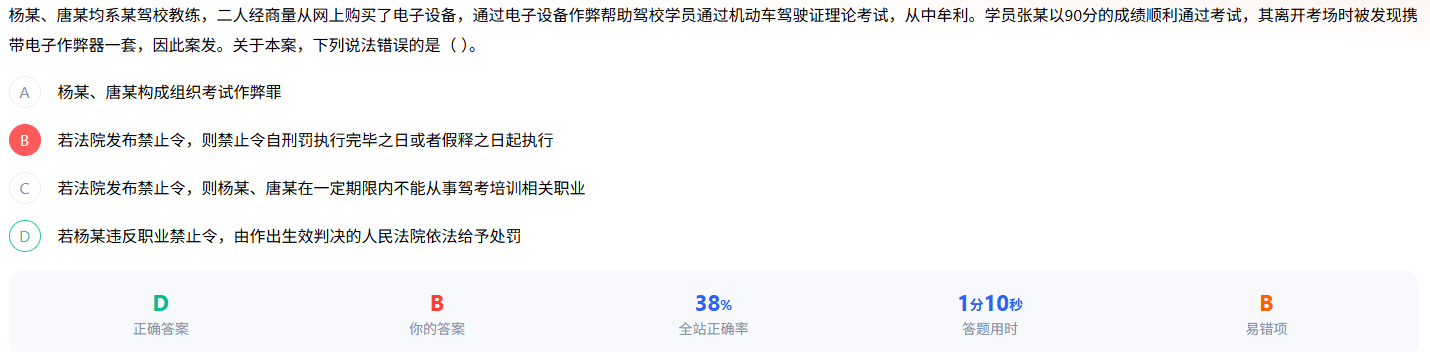 杨某、唐某均系某驾校教练，二人经商量从网上购买了电子设备，通过电子设备作弊帮助驾校学员通过机动车驾驶证理论考试，从中牟利。学员张某以90分的成绩顺利通过考试，其离开考场时被发现携
带电子作弊器一套，因此案发。关于本案，下列说法错误的是（ ）。
A 杨某、唐某构成组织考试作弊罪
B 若法院发布禁止令，则禁止令自刑罚执行完毕之日或者假释之日起执行
C 若法院发布禁止令，则杨某、唐某在一定期限内不能从事驾考培训相关职业
D 若杨某违反职业禁止令，由作出生效判决的人民法院依法给予处罚
D B 38% 1分10秒 B
正确答案 你的答案 全站正确率 答题用时 易错项